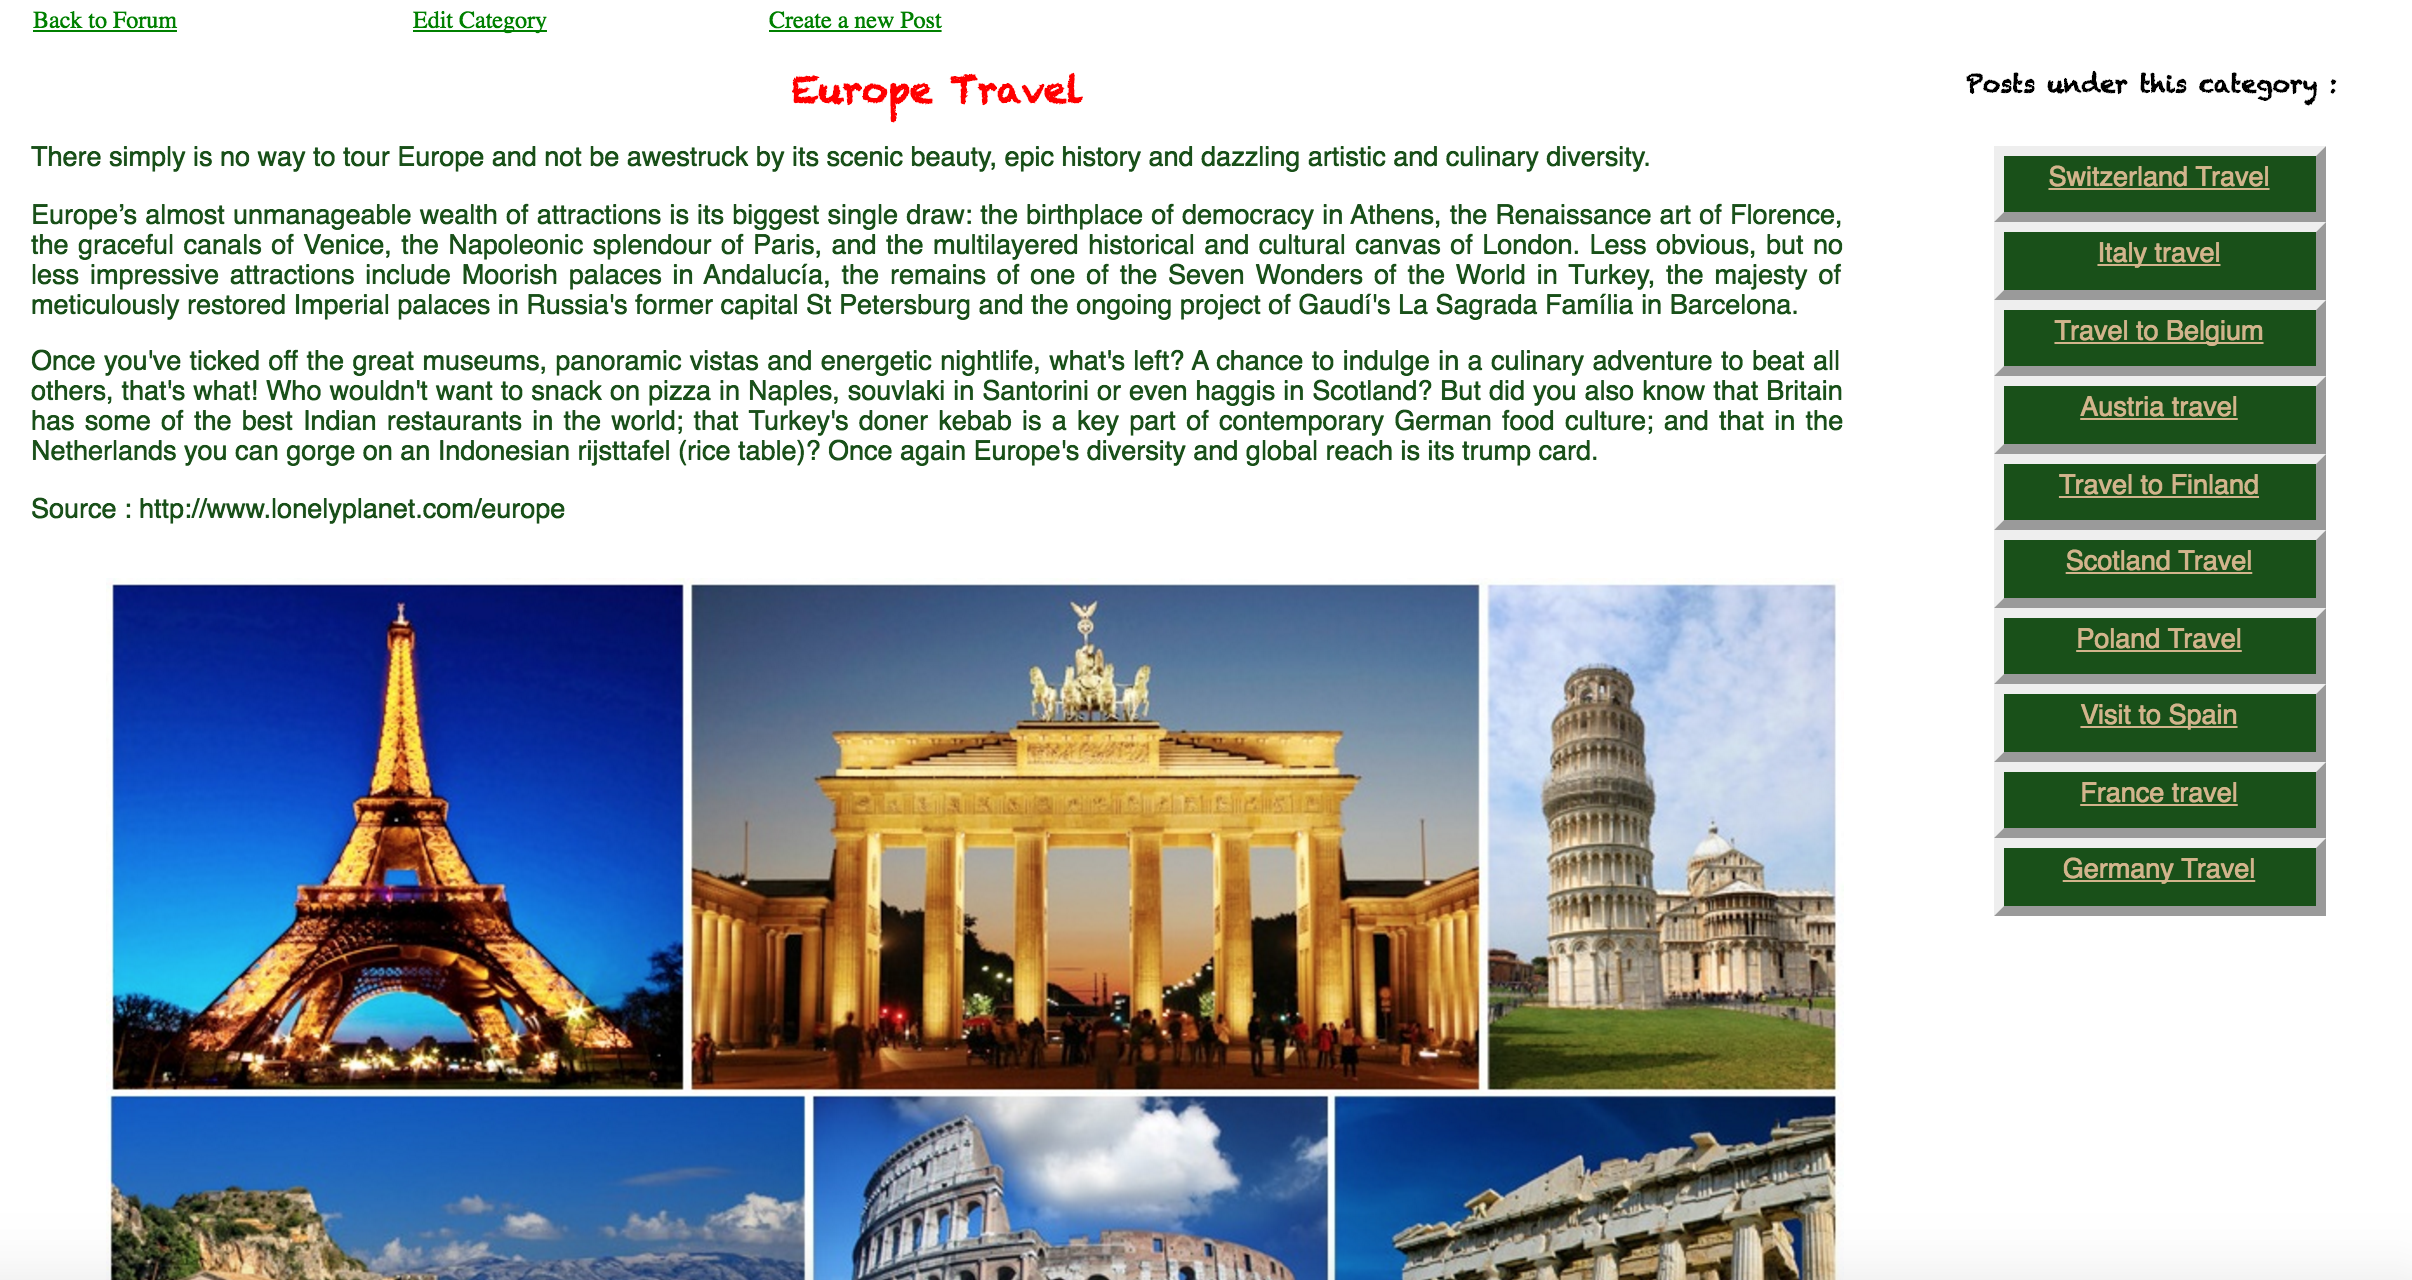 Back to Forum
Edit Category
Create a new Post
Europe Travel
There simply is no way to tour Europe and not be awestruck by its scenic beauty, epic history and dazzling artistic and culinary diversity.
Europe’s almost unmanageable wealth of attractions is its biggest single draw: the birthplace of democracy in Athens, the Renaissance art of Florence,
the graceful canals of Venice, the Napoleonic splendour of Paris, and the multilayered historical and cultural canvas of London. Less obvious, but no
less impressive attractions include Moorish palaces in Andalucía, the remains of one of the Seven Wonders of the World in Turkey, the majesty of
meticulously restored Imperial palaces in Russia's former capital St Petersburg and the ongoing project of Gaudí's La Sagrada Família in Barcelona.
Once you've ticked off the great museums, panoramic vistas and energetic nightlife, what's left? A chance to indulge in a culinary adventure to beat all
others, that's what! Who wouldn't want to snack on pizza in Naples, souvlaki in Santorini or even haggis in Scotland? But did you also know that Britain
has some of the best Indian restaurants in the world; that Turkey's doner kebab is a key part of contemporary German food culture; and that in the
Netherlands you can gorge on an Indonesian rijsttafel (rice table)? Once again Europe's diversity and global reach is its trump card.
Source : http://www.lonelyplanet.com/europe
Posts under this category :
Switzerland Travel
Italy travel
Travel to Belgium
Austria travel
Travel to Finland
Scotland Travel
Poland Travel
Visit to Spain
France travel
Germany Travel